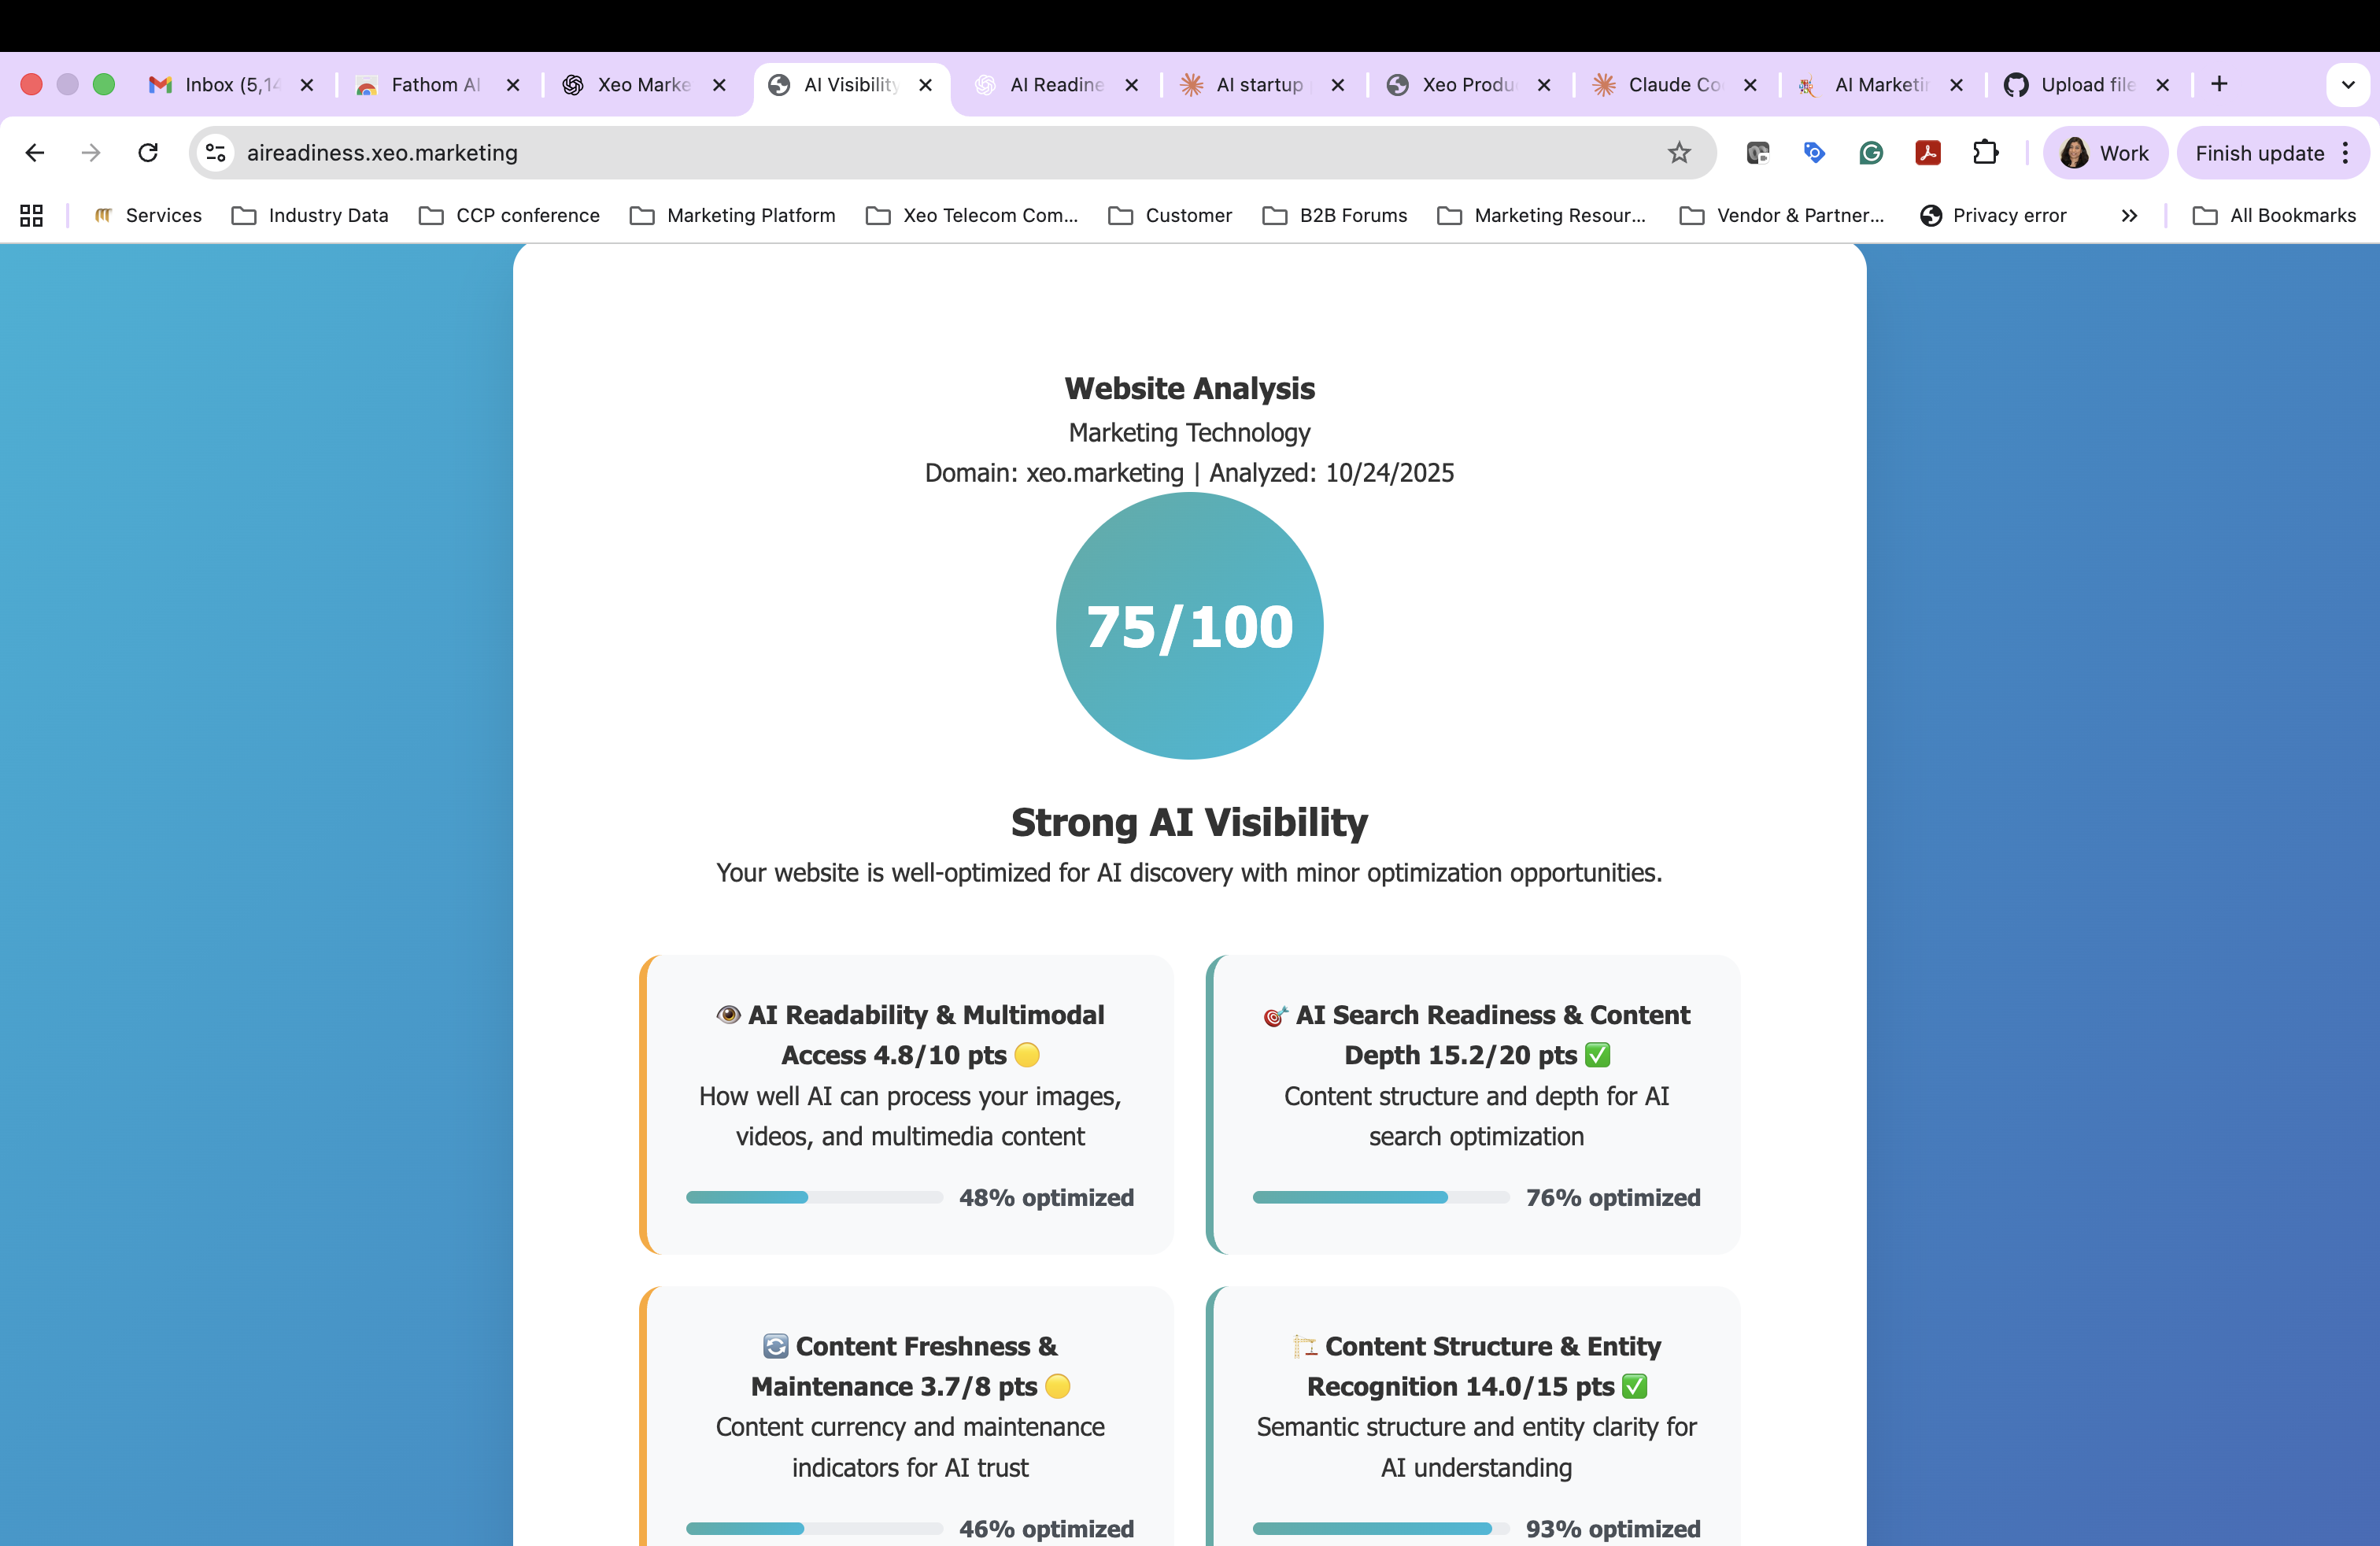 Inbox (5,14
Fathom AI
Xeo Marke
AI Visibility
AI Readine
AI startup
Xeo Produ
Claude Co
AI Marketin
Upload file
aireadiness.xeo.marketing
Work
Finish update
Services
Industry Data
CCP conference
Marketing Platform
Xeo Telecom Com...
Customer
B2B Forums
Marketing Resour...
Vendor & Partner...
Privacy error
All Bookmarks
Website Analysis
Marketing Technology
Domain: xeo.marketing | Analyzed: 10/24/2025
75/100
Strong AI Visibility
Your website is well-optimized for AI discovery with minor optimization opportunities.
👁️ AI Readability & Multimodal
Access 4.8/10 pts 🟡
How well AI can process your images,
videos, and multimedia content
48% optimized
🎯 AI Search Readiness & Content
Depth 15.2/20 pts ✅
Content structure and depth for AI
search optimization
76% optimized
🔄 Content Freshness &
Maintenance 3.7/8 pts 🟡
Content currency and maintenance
indicators for AI trust
46% optimized
🏗️ Content Structure & Entity
Recognition 14.0/15 pts ✅
Semantic structure and entity clarity for
AI understanding
93% optimized